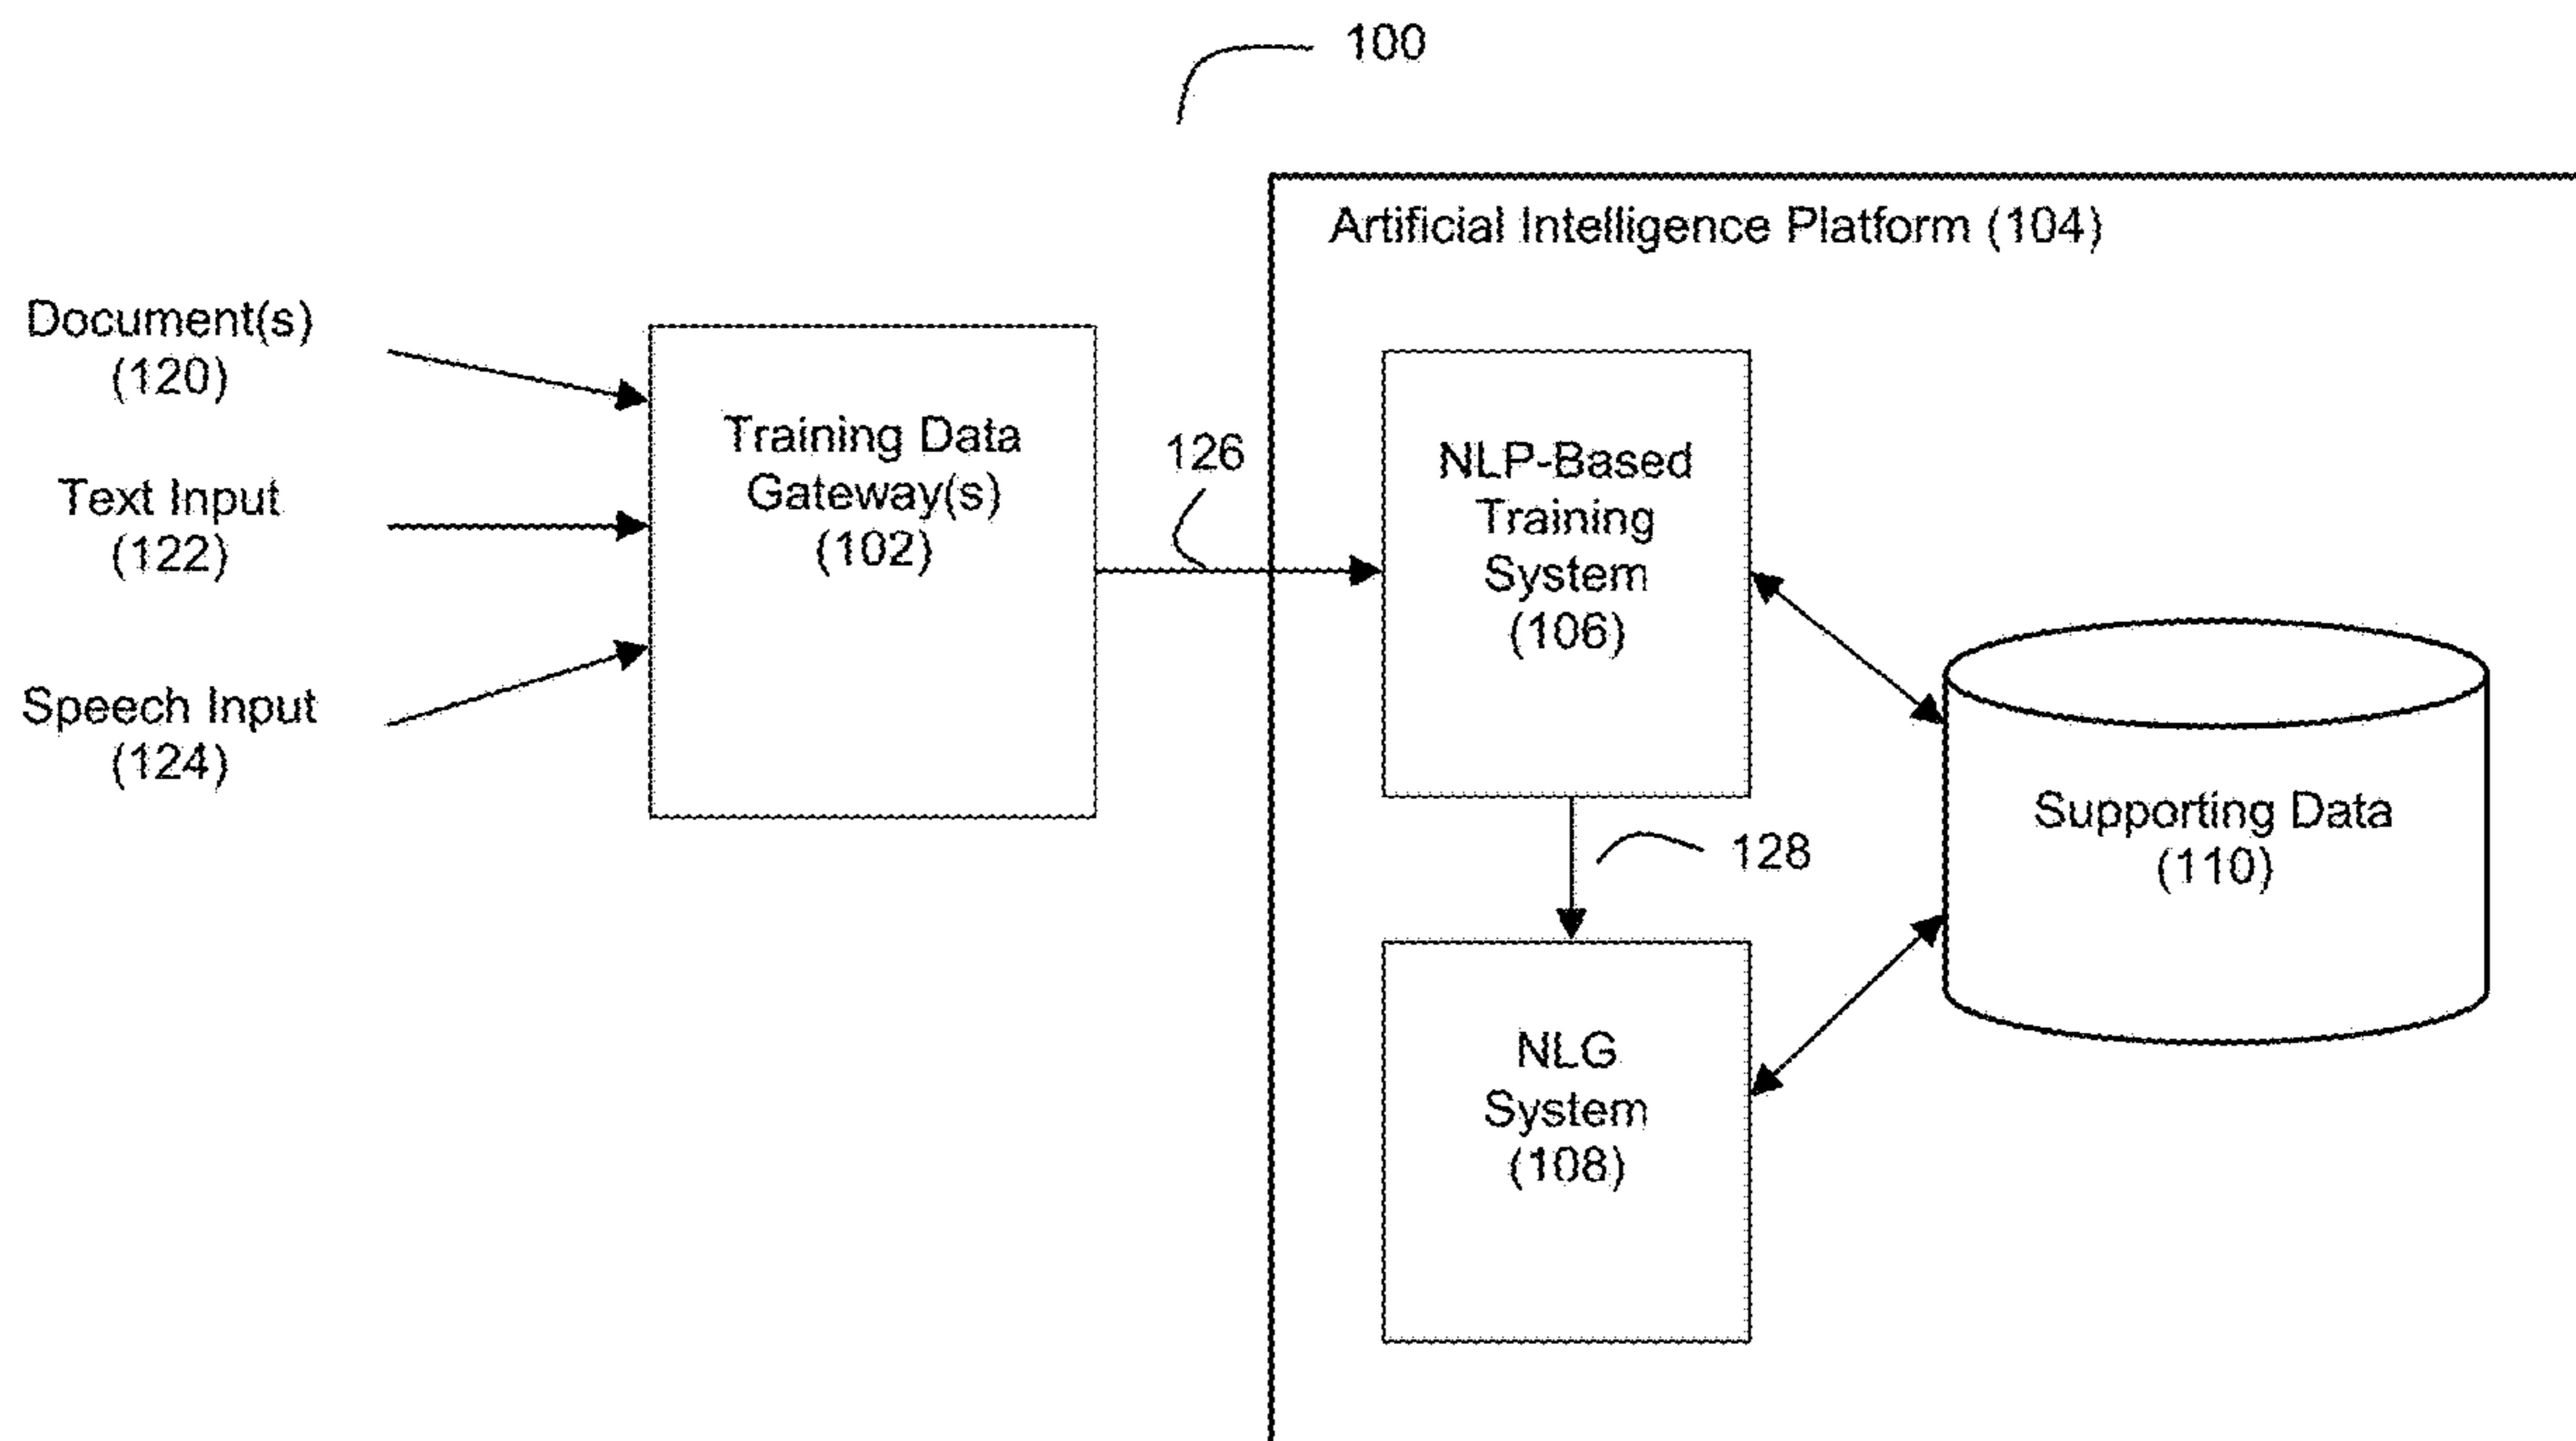 100
Artificial Intelligence Platform (104)
Document(s)
(120)
Text Input
(122)
Speech Input
(124)
Training Data
Gateway(s)
(102)
126
NLP-Based
Training
System
(106)
128
NLG
System
(108)
Supporting Data
(110)